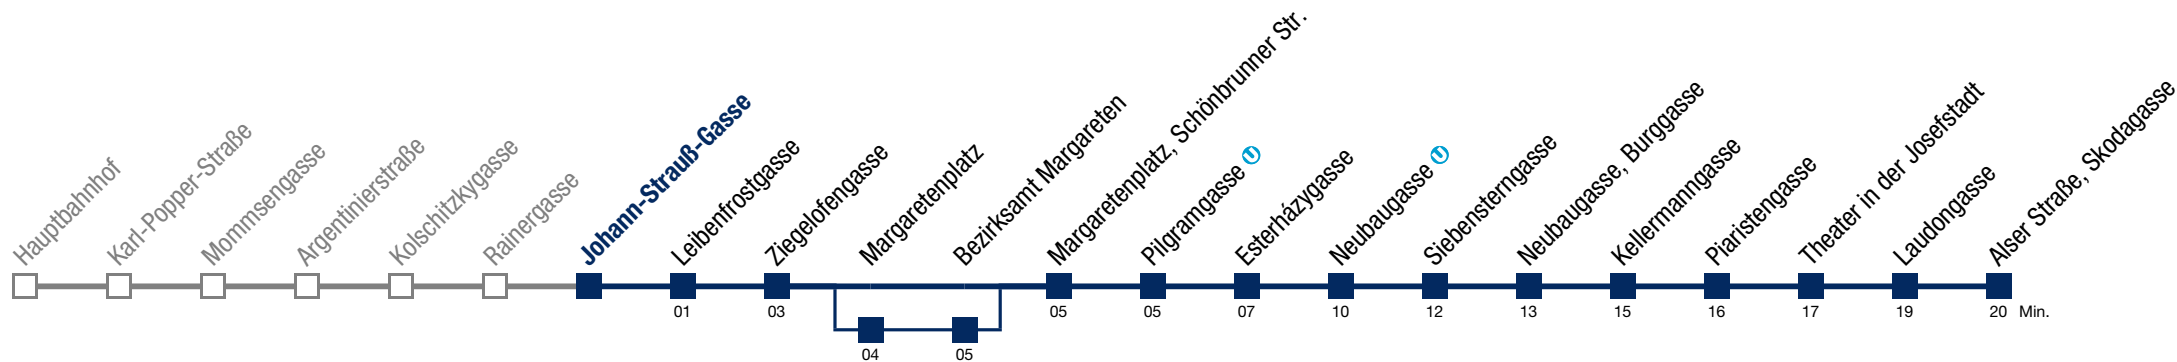 Hauptbahnhof
Karl-Popper-Straße
Mommsengasse
Argentinierstraße
Kolschitzkygasse
Rainergasse
Johann-Strauß-Gasse
Leibenfrostgasse
Ziegelofengasse
Margaretenplatz
Bezirksamt Margareten
Margaretenplatz, Schönbrunner Str.
Pilgramgasse U
Esterházygasse
Neubaugasse U
Siebensterngasse
Neubaugasse, Burggasse
Kellermanngasse
Piaristengasse
Theater in der Josefstadt
Laudongasse
Alser Straße, Skodagasse
01 03 05 05 07 10 12 13 15 16 17 19 20 Min.
04 05